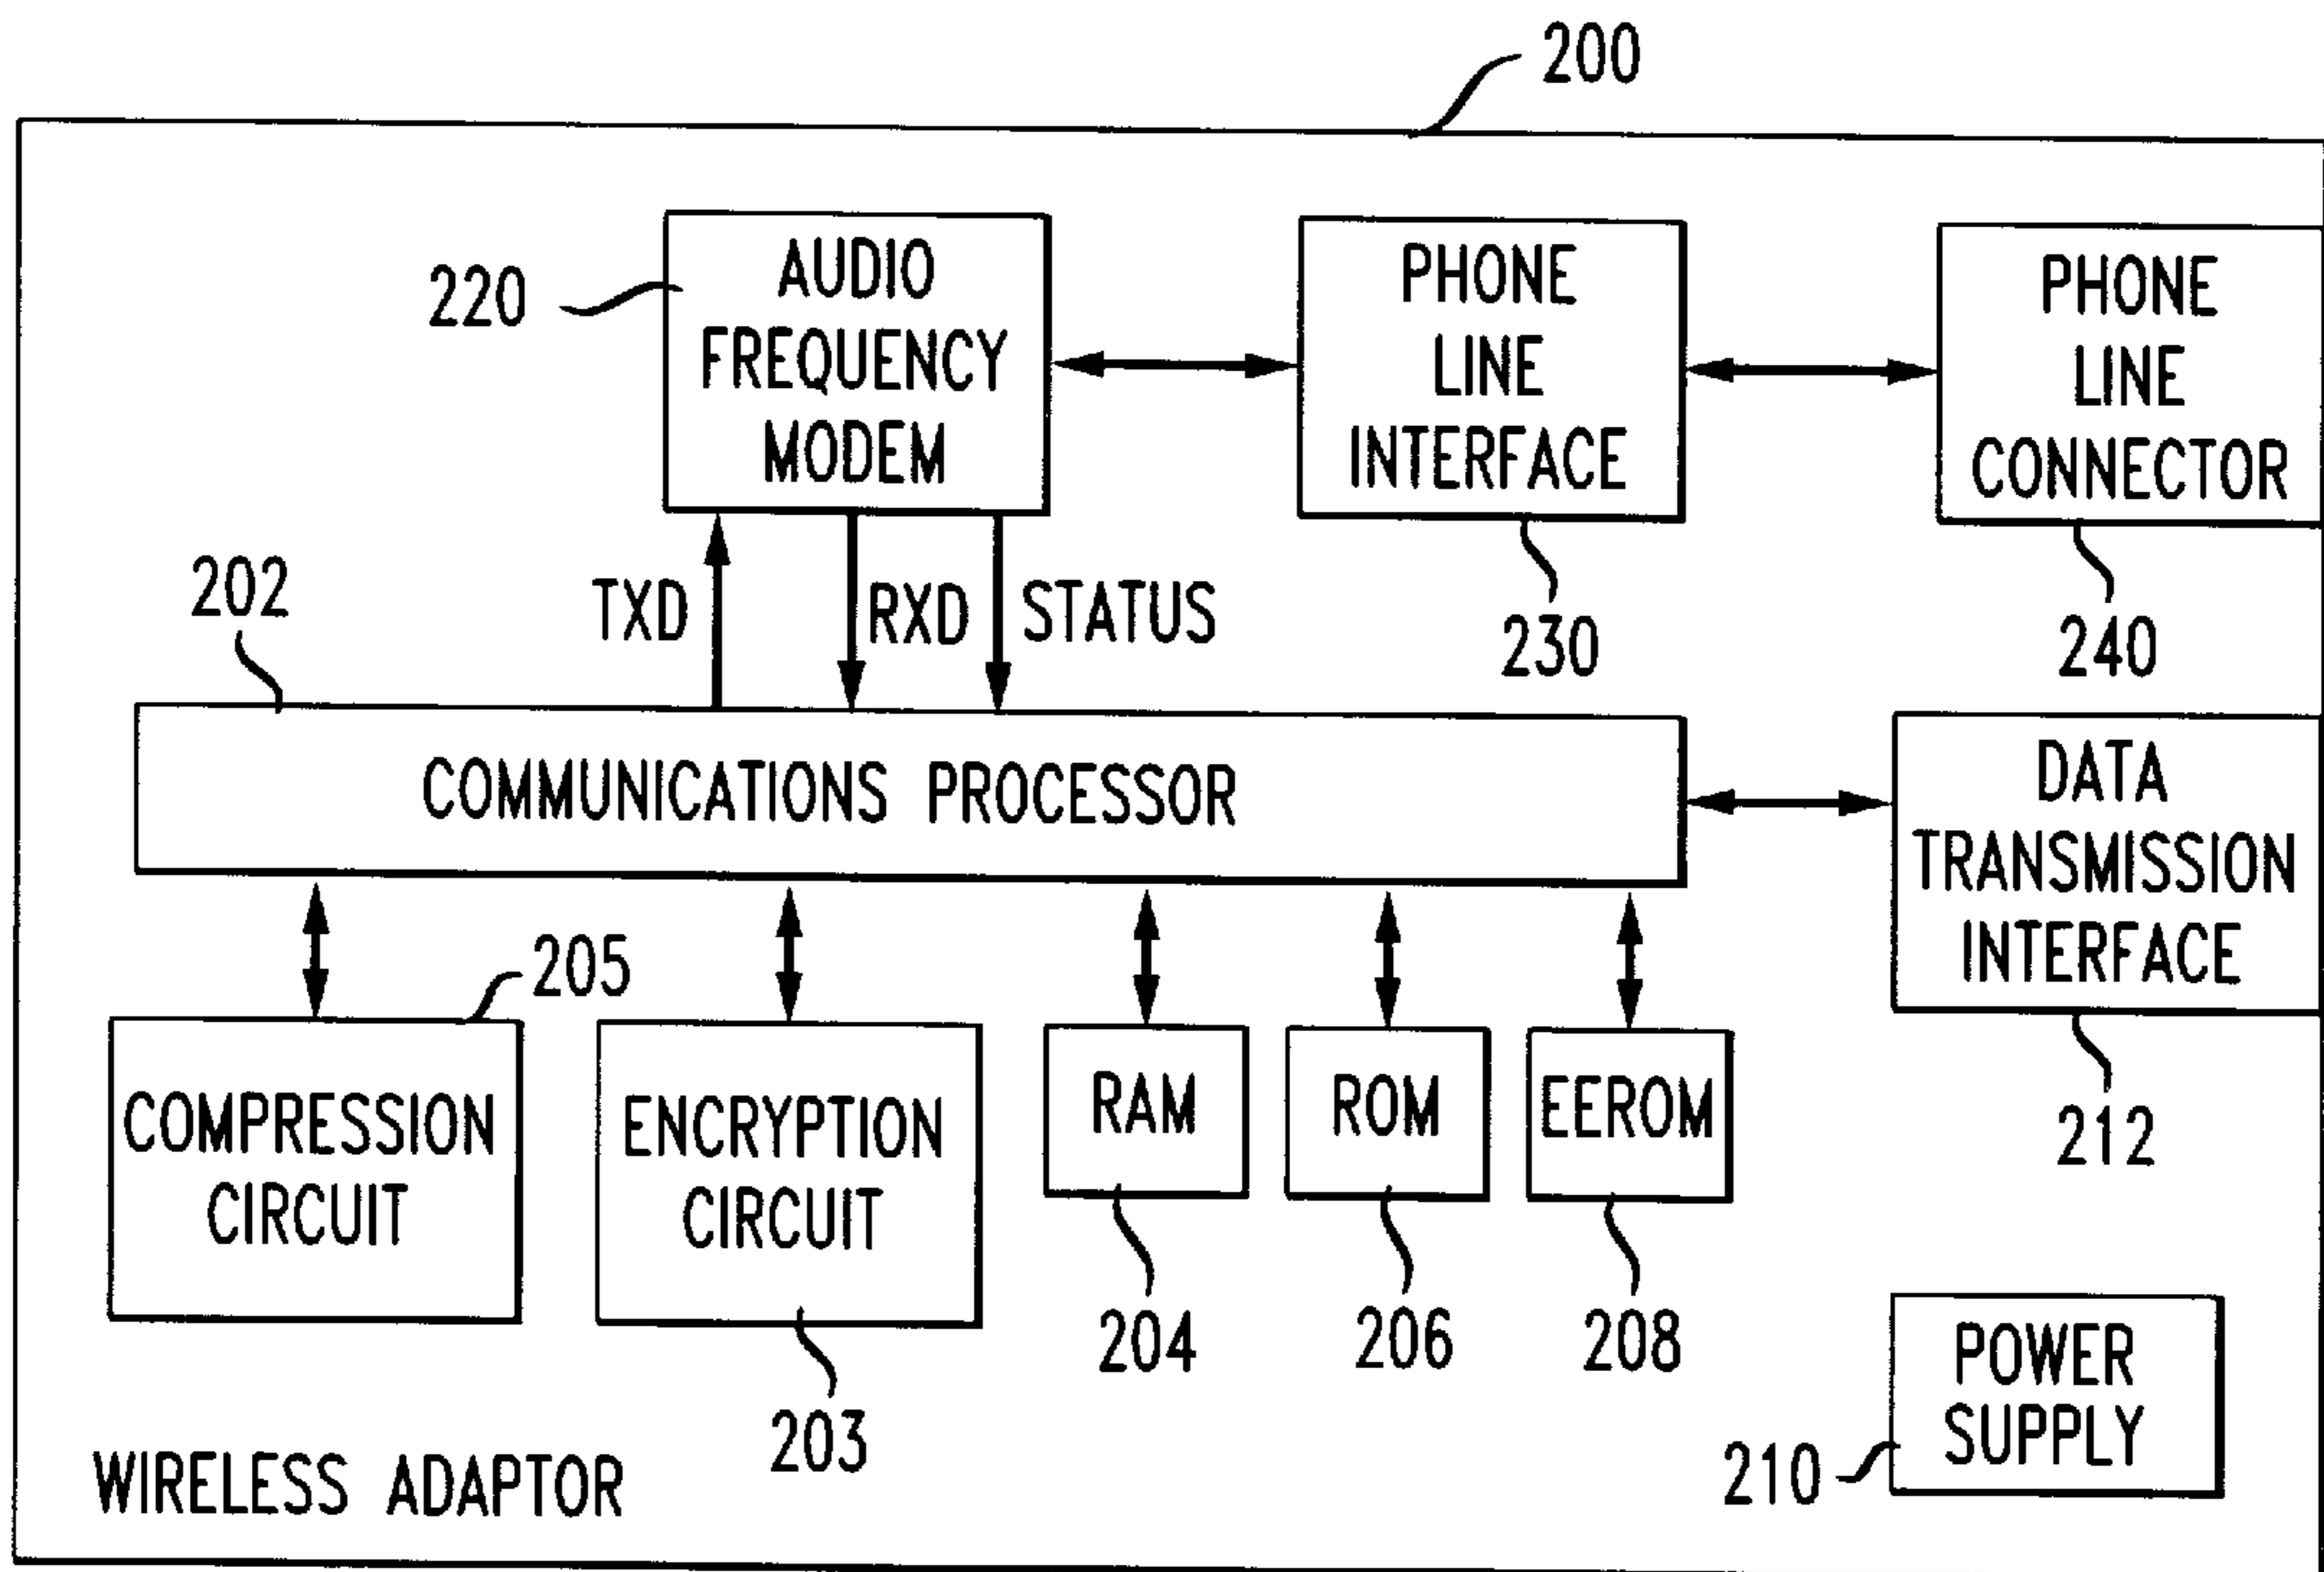 200
AUDIO
FREQUENCY
MODEM
220
PHONE
LINE
INTERFACE
230
PHONE
LINE
CONNECTOR
240
202
TXD
RXD
STATUS
COMMUNICATIONS PROCESSOR
DATA
TRANSMISSION
INTERFACE
212
205
COMPRESSION
CIRCUIT
ENCRYPTION
CIRCUIT
203
RAM
204
ROM
206
EEROM
208
POWER
SUPPLY
210
WIRELESS ADAPTOR